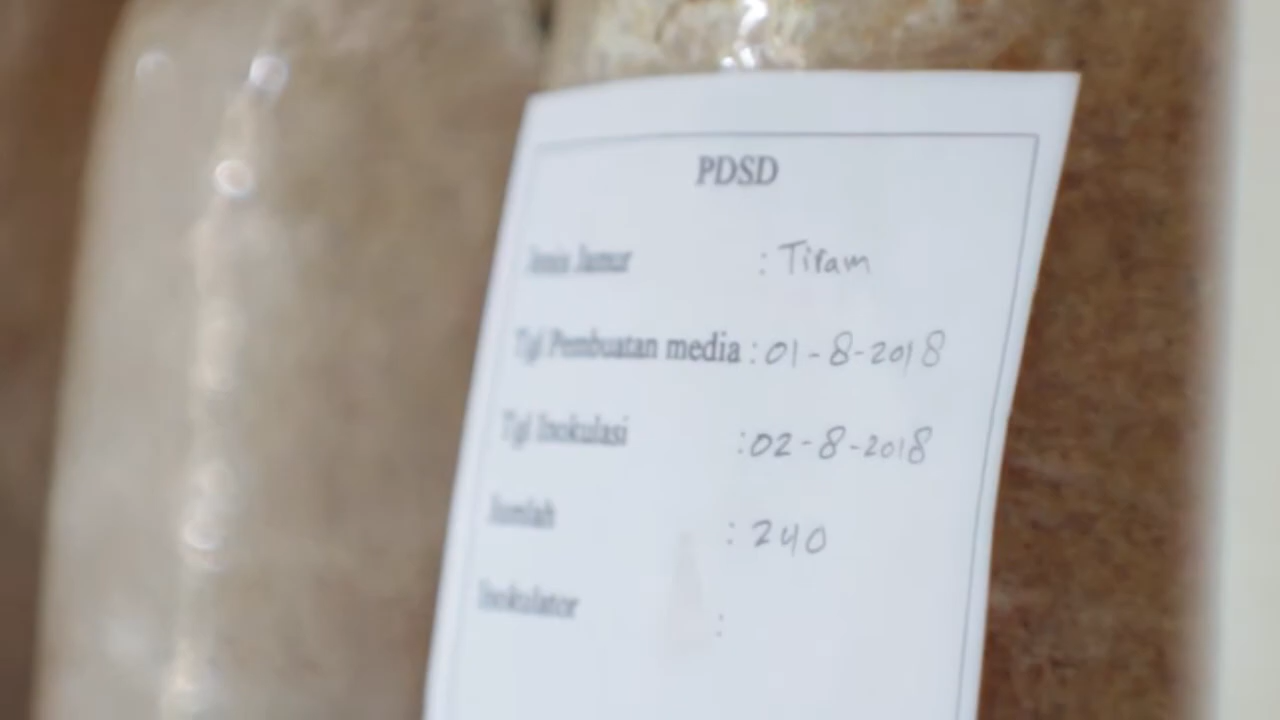 PDSD
Jenis Jamur : Tiram
Tgl Pembuatan media : 01-8-2018
Tgl Inokulasi : 02-8-2018
Jumlah : 240
Inokulator :